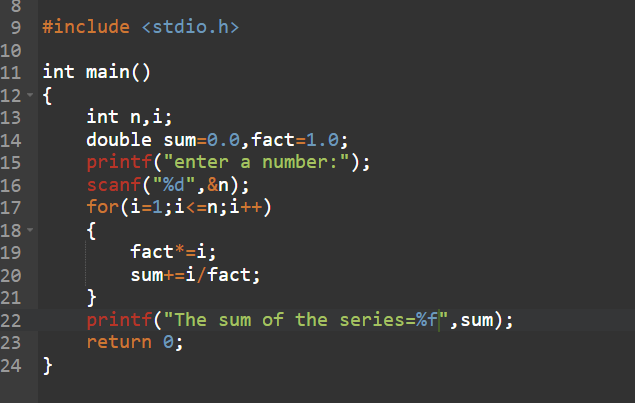 8
9 #include <stdio.h>
10
11 int main()
12 {
13     int n,i;
14     double sum=0.0,fact=1.0;
15     printf("enter a number:");
16     scanf("%d",&n);
17     for(i=1;i<=n;i++)
18     {
19         fact*=i;
20         sum+=i/fact;
21     }
22     printf("The sum of the series=%f",sum);
23     return 0;
24 }